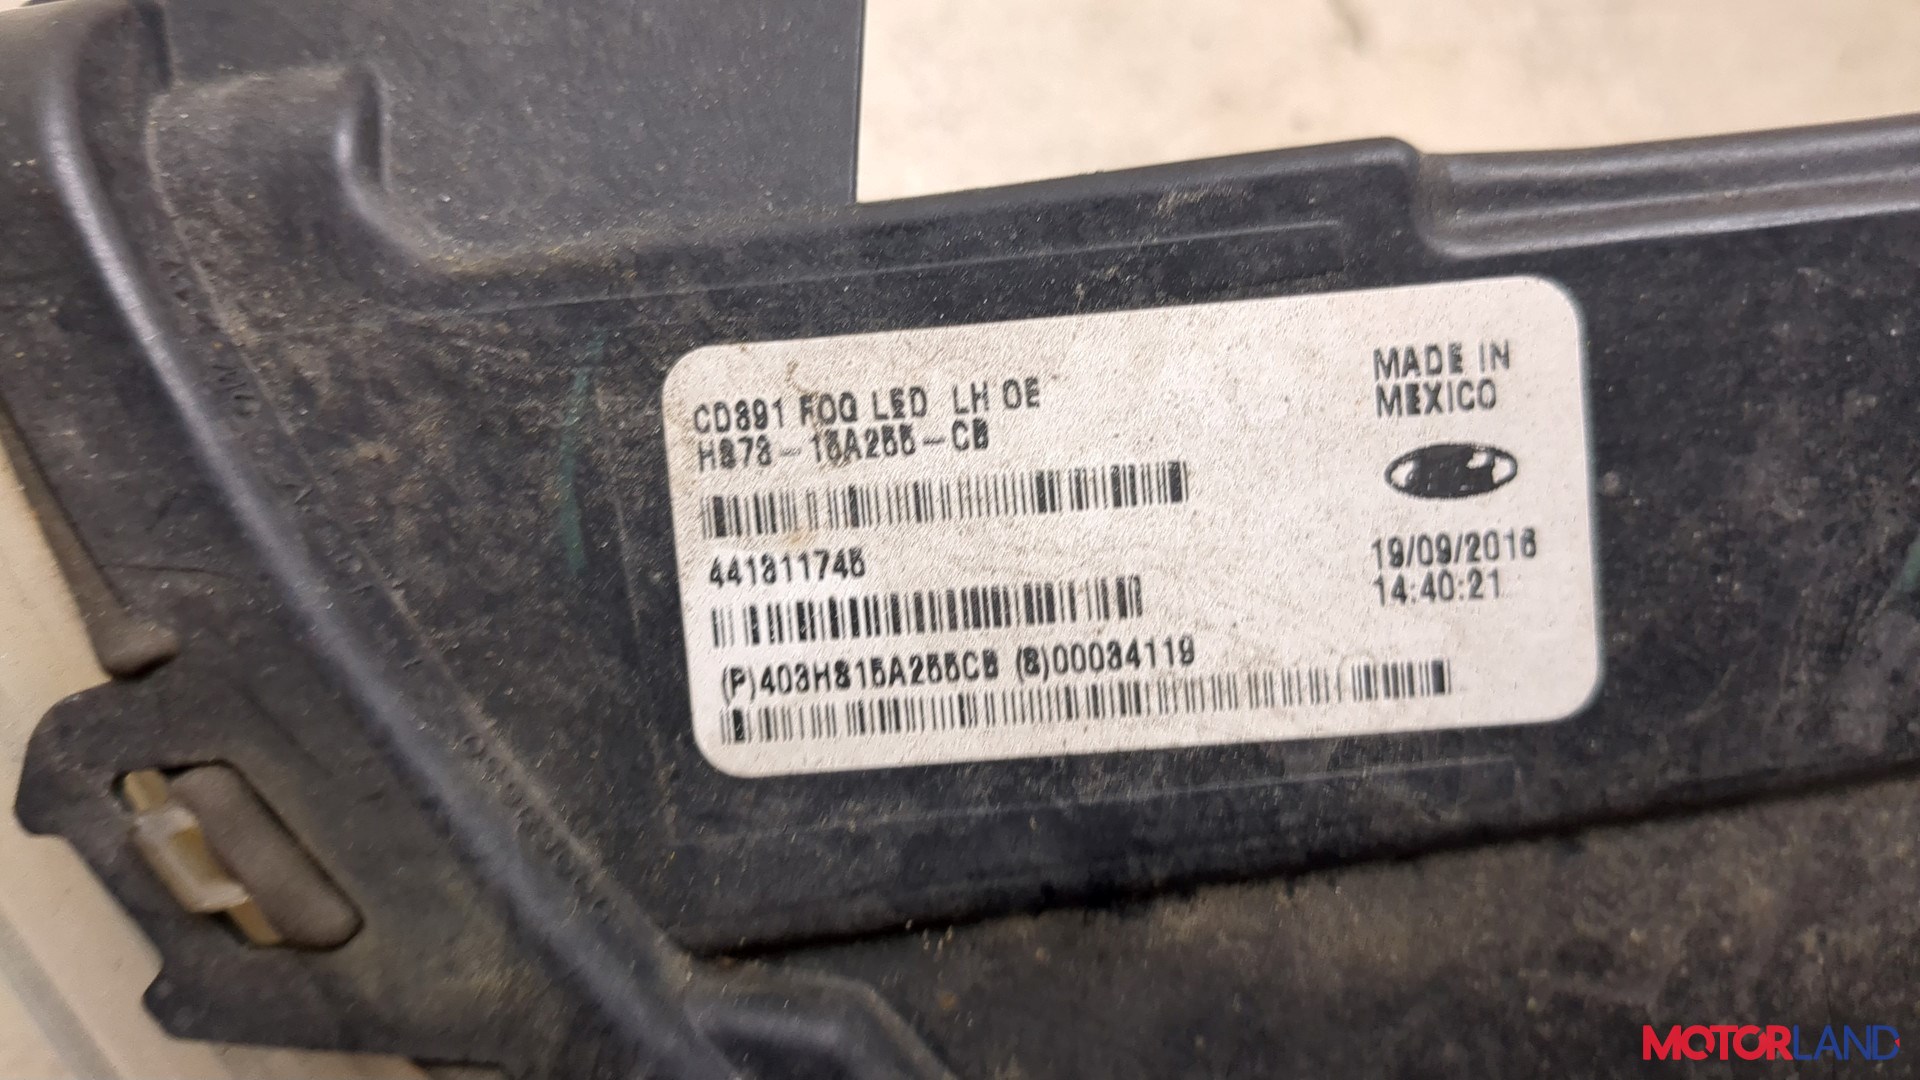 CD391 FOG LED LH OE
HS73-15A255-CB
441311745
(P)403HS15A255CB (S)00034119
MADE IN
MEXICO
19/09/2016
14:40:21
MOTORLAND